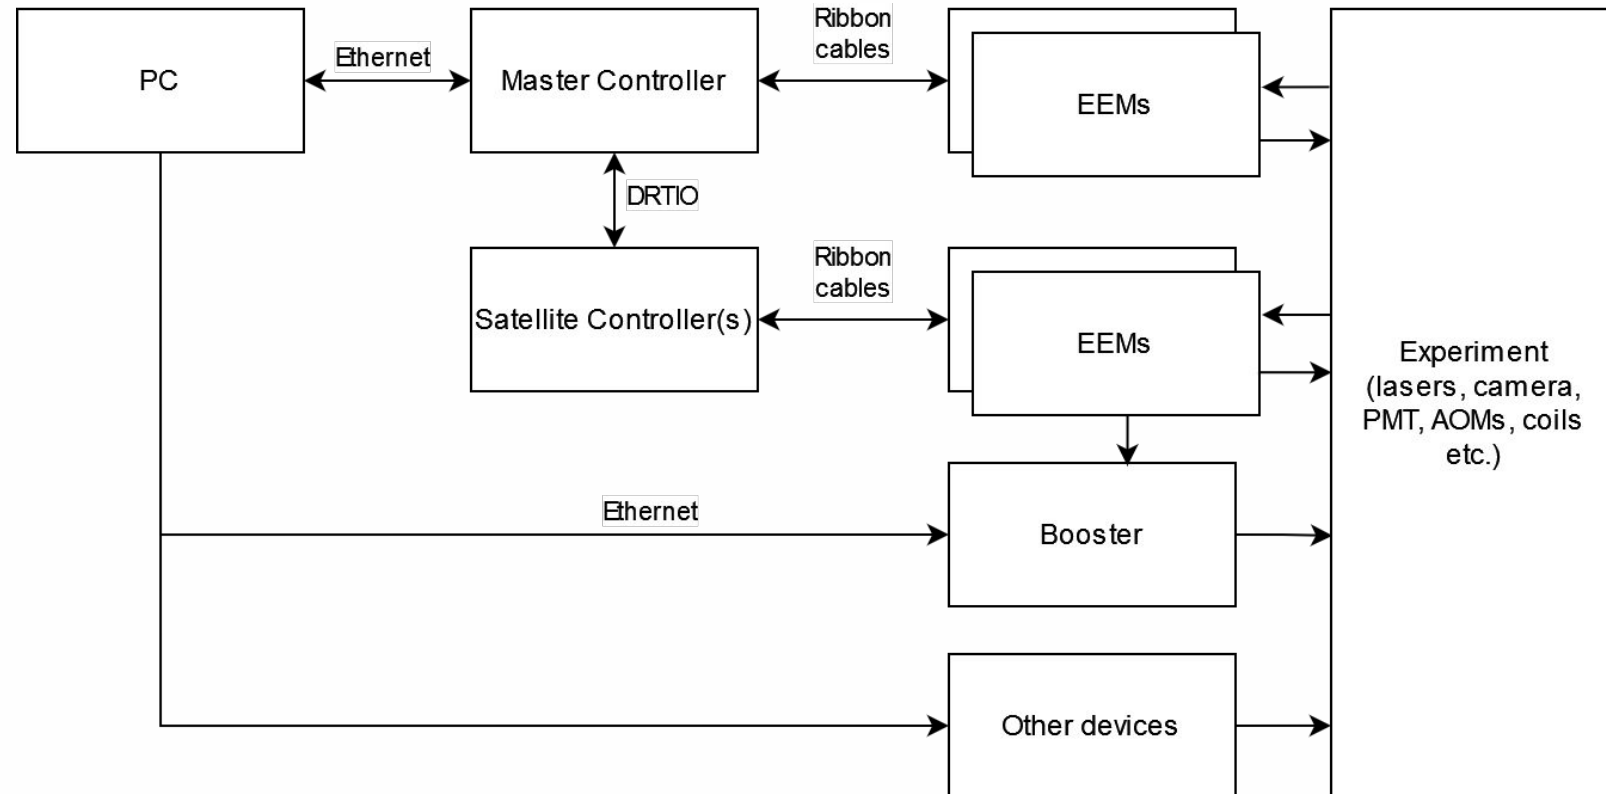 PC
Ethernet
Master Controller
Ribbon
cables
EEMs
DRTIO
Satellite Controller(s)
Ribbon
cables
EEMs
Experiment
(lasers, camera,
PMT, AOMs, coils
etc.)
Ethernet
Booster
Other devices